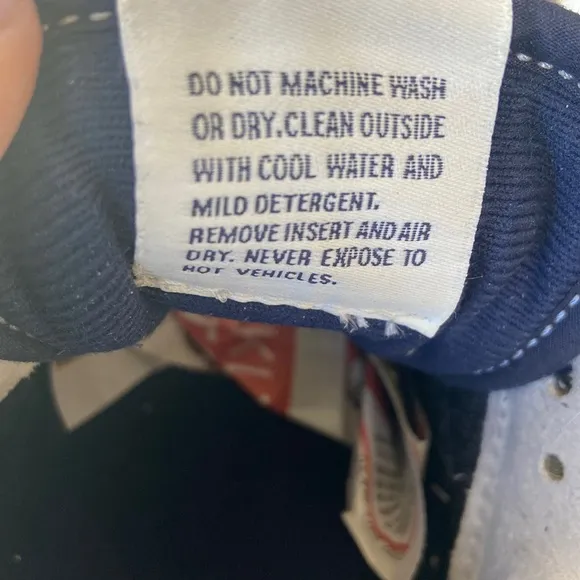 DO NOT MACHINE WASH
OR DRY.CLEAN OUTSIDE
WITH COOL WATER AND
MILD DETERGENT.
REMOVE INSERT AND AIR
DRY. NEVER EXPOSE TO
HOT VEHICLES.